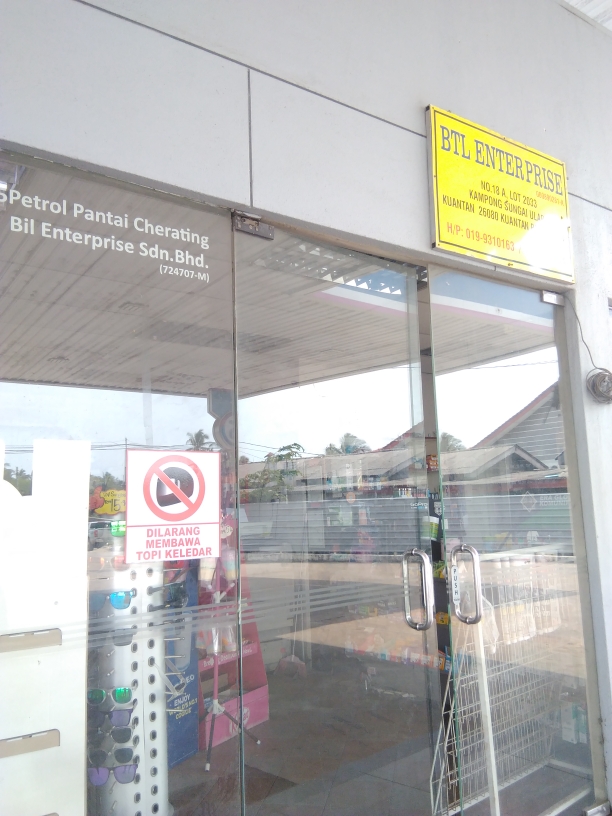 Petrol Pantai Cherating
Bil Enterprise Sdn.Bhd.
(724707-M)
BTL ENTERPRISE
NO.18 A, LOT 2033
KAMPONG SUNGAI
KUANTAN 26080 KUANTAN
H/P: 019-9310163
DILARANG
MEMBAWA
TOPI KELEDAR
PUSH
ENJOY